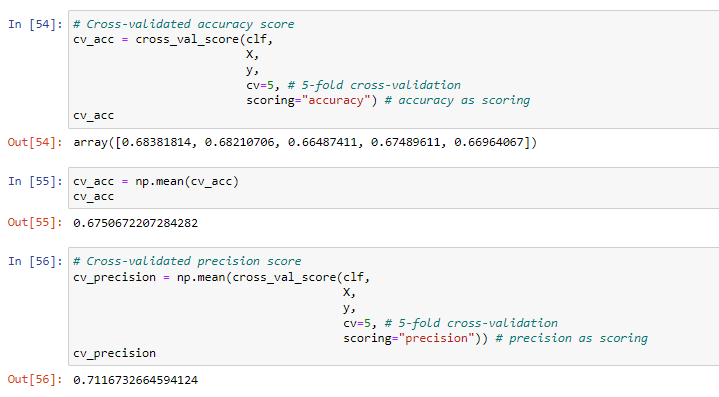 In [54]: # Cross-validated accuracy score
cv_acc = cross_val_score(clf,
X,
y,
cv=5, # 5-fold cross-validation
scoring="accuracy") # accuracy as scoring
cv_acc
Out[54]: array([0.68381814, 0.68210706, 0.66487411, 0.67489611, 0.66964067])
In [55]: cv_acc = np.mean(cv_acc)
cv_acc
Out[55]: 0.6750672207284282
In [56]: # Cross-validated precision score
cv_precision = np.mean(cross_val_score(clf,
X,
y,
cv=5, # 5-fold cross-validation
scoring="precision")) # precision as scoring
cv_precision
Out[56]: 0.7116732664594124